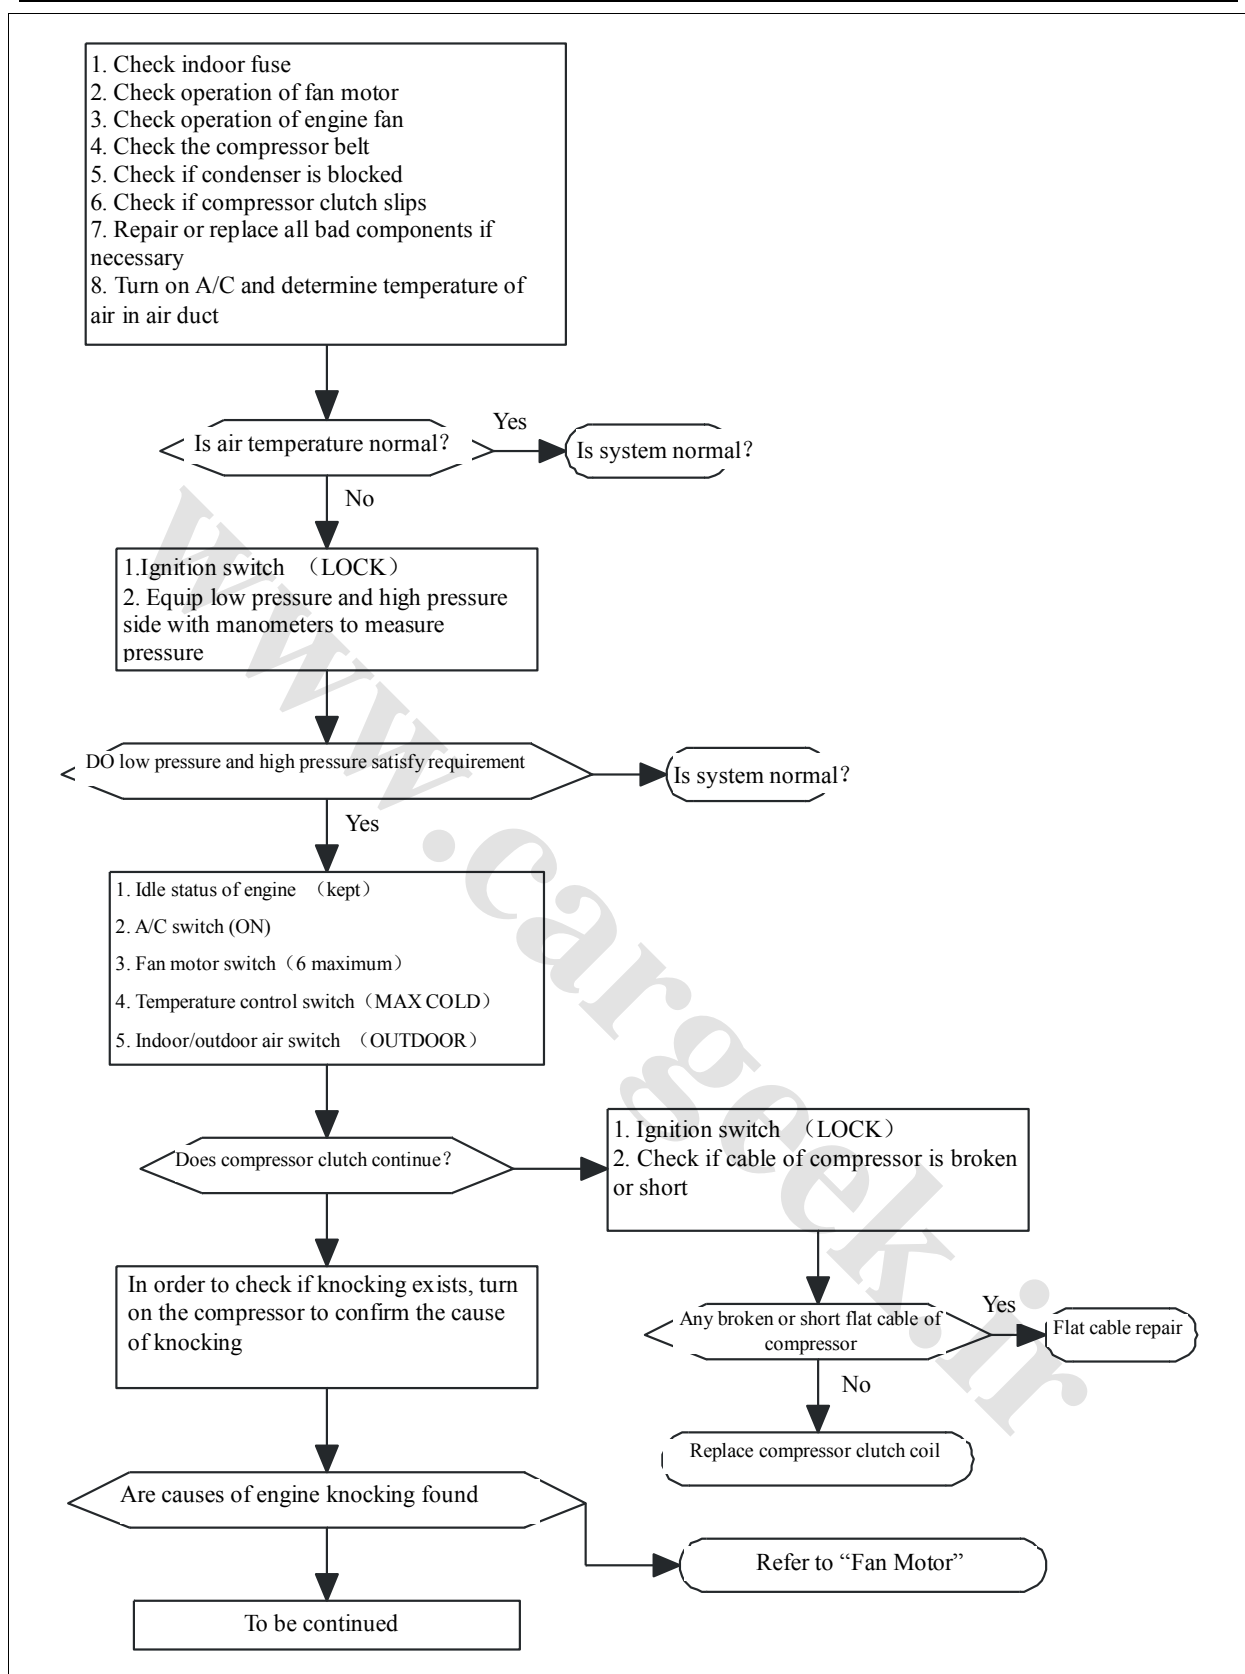 1. Check indoor fuse
2. Check operation of fan motor
3. Check operation of engine fan
4. Check the compressor belt
5. Check if condenser is blocked
6. Check if compressor clutch slips
7. Repair or replace all bad components if
necessary
8. Turn on A/C and determine temperature of
air in air duct
Is air temperature normal？
Yes
Is system normal？
No
1.Ignition switch （LOCK）
2. Equip low pressure and high pressure
side with manometers to measure
pressure
DO low pressure and high pressure satisfy requirement
Is system normal？
Yes
1. Idle status of engine （kept）
2. A/C switch (ON)
3. Fan motor switch（6 maximum）
4. Temperature control switch（MAX COLD）
5. Indoor/outdoor air switch （OUTDOOR）
Does compressor clutch continue？
1. Ignition switch （LOCK）
2. Check if cable of compressor is broken
or short
In order to check if knocking exists, turn
on the compressor to confirm the cause
of knocking
Any broken or short flat cable of
compressor
Yes
Flat cable repair
No
Replace compressor clutch coil
Are causes of engine knocking found
Refer to “Fan Motor”
To be continued
www.cargeek.ir